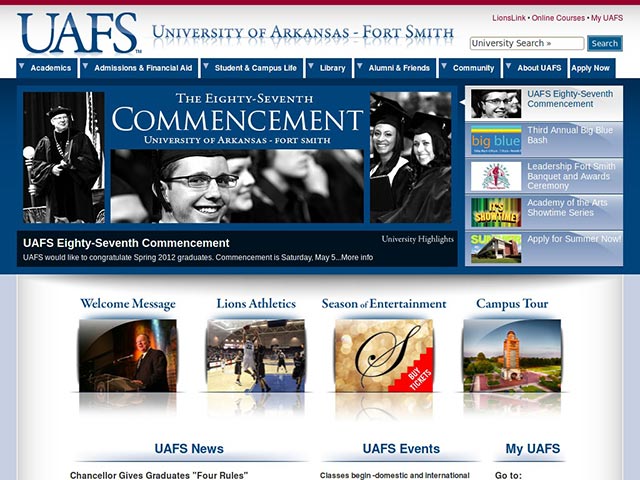 LionsLink • Online Courses • My UAFS
UAFS™ UNIVERSITY OF ARKANSAS - FORT SMITH
University Search » Search
Academics Admissions & Financial Aid Student & Campus Life Library Alumni & Friends Community About UAFS Apply Now
THE EIGHTY-SEVENTH
COMMENCEMENT
UNIVERSITY OF ARKANSAS - FORT SMITH
UAFS Eighty-Seventh Commencement
University Highlights
UAFS would like to congratulate Spring 2012 graduates. Commencement is Saturday, May 5...More info
UAFS Eighty-Seventh
Commencement
big blue
Third Annual Big Blue
Bash
Leadership Fort Smith
Banquet and Awards
Ceremony
IT'S
SHOWTIME!
Academy of the Arts
Showtime Series
Apply for Summer Now!
Welcome Message Lions Athletics Season of Entertainment Campus Tour
S
BUY
TICKETS
UAFS News UAFS Events My UAFS
Chancellor Gives Graduates "Four Rules"
Classes begin -domestic and international
Go to: